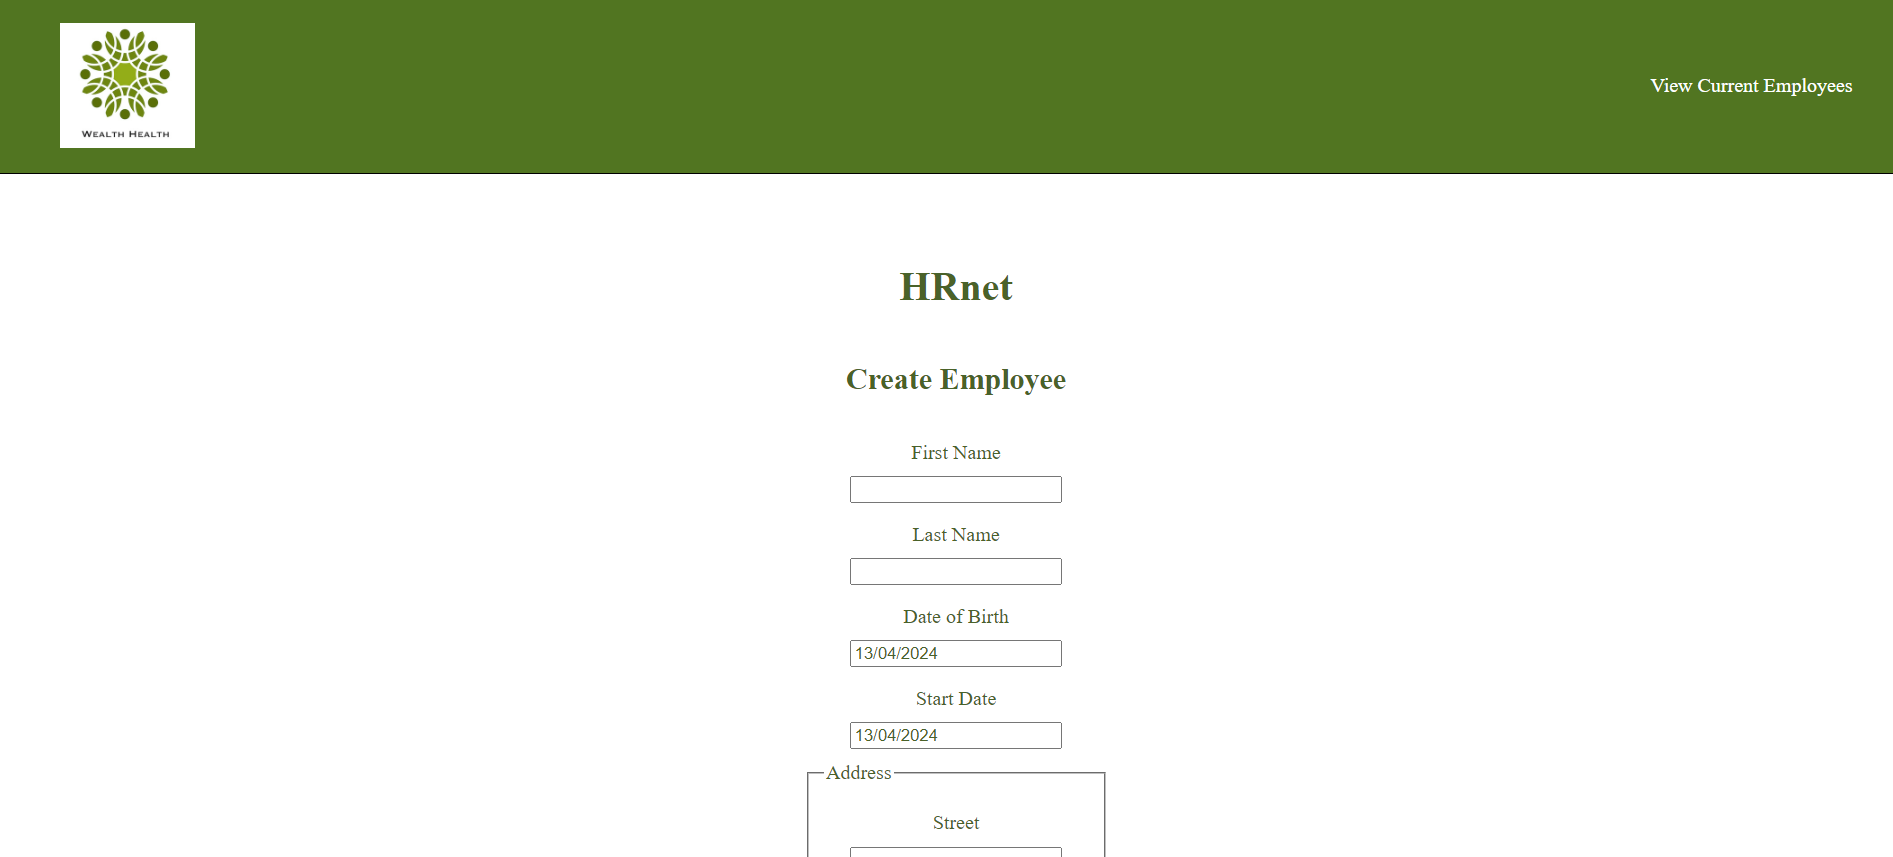 WEALTH HEALTH
View Current Employees
HRnet
Create Employee
First Name
Last Name
Date of Birth
13/04/2024
Start Date
13/04/2024
Address
Street